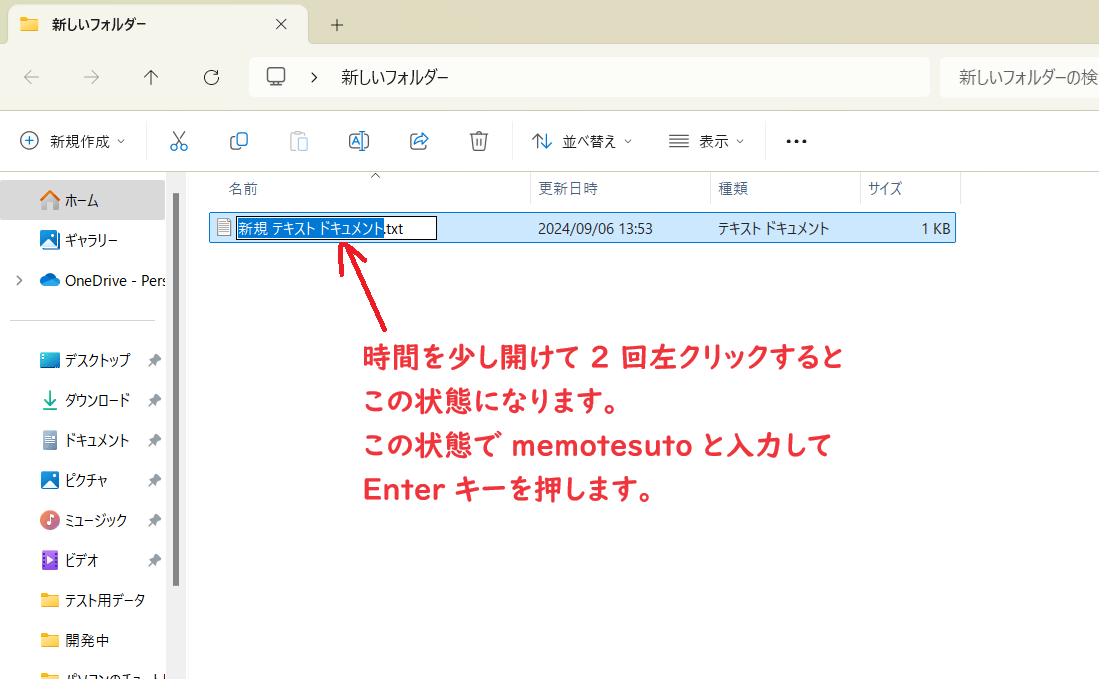 新しいフォルダー
新しいフォルダー
新しいフォルダーの検
新規作成
並べ替え
表示
名前
更新日時
種類
サイズ
ホーム
新規 テキスト ドキュメント.txt
2024/09/06 13:53
テキスト ドキュメント
1 KB
ギャラリー
OneDrive - Pers
デスクトップ
ダウンロード
ドキュメント
ピクチャ
ミュージック
ビデオ
テスト用データ
開発中
パソコンのチュート
時間を少し開けて 2 回左クリックすると
この状態になります。
この状態で memotesuto と入力して
Enter キーを押します。